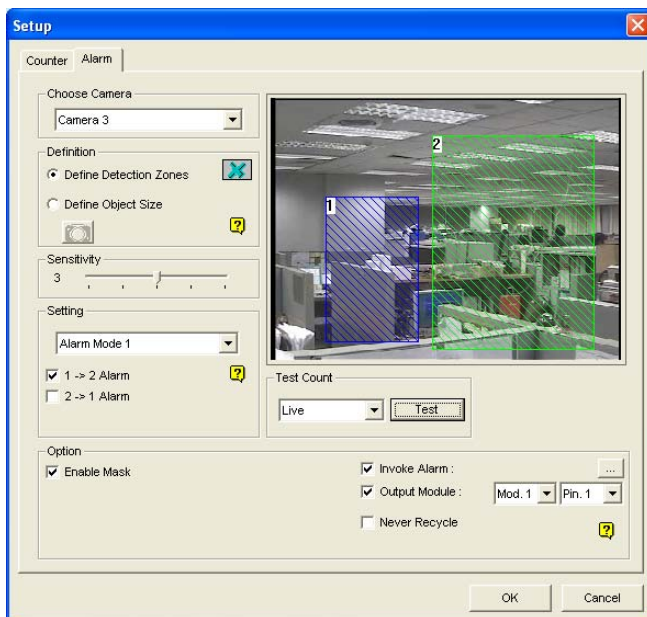 Setup
Counter
Alarm
Choose Camera
Camera 3
Definition
Define Detection Zones
Define Object Size
?
Sensitivity
3
Setting
Alarm Mode 1
1 -> 2 Alarm
?
2 -> 1 Alarm
1
2
Test Count
Live
Test
Option
Enable Mask
Invoke Alarm :
...
Output Module :
Mod. 1
Pin. 1
Never Recycle
?
OK
Cancel